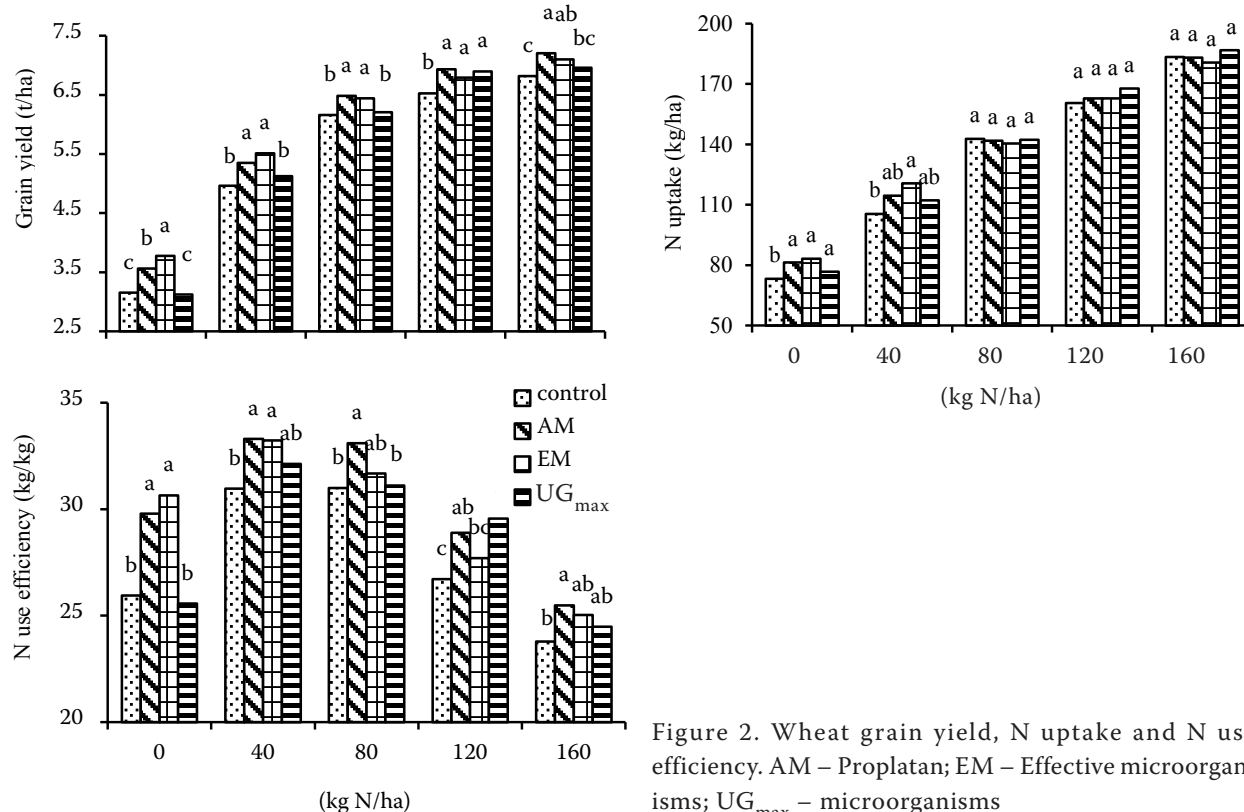 7.5
6.5
5.5
4.5
3.5
2.5
Grain yield (t/ha)
c b a c
b a a b
b a a b
b a a a
c a ab bc
200
170
140
110
80
50
N uptake (kg/ha)
b a a a
b ab a ab
a a a a
a a a a
a a a a
0 40 80 120 160
(kg N/ha)
35
30
25
20
N use efficiency (kg/kg)
b a a b
b a a ab
b a ab b
c ab bc
b a ab ab
control
AM
EM
UGmax
0 40 80 120 160
(kg N/ha)
Figure 2. Wheat grain yield, N uptake and N us
efficiency. AM – Proplatan; EM – Effective microorgan
isms; UGmax – microorganisms